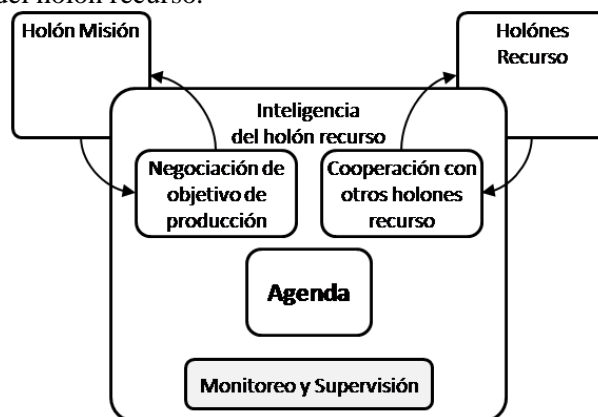 del holón recurso.
Holón Misión
Holónes
Recurso
Inteligencia
del holón recurso
Negociación de
objetivo de
producción
Cooperación con
otros holones
recurso
Agenda
Monitoreo y Supervisión